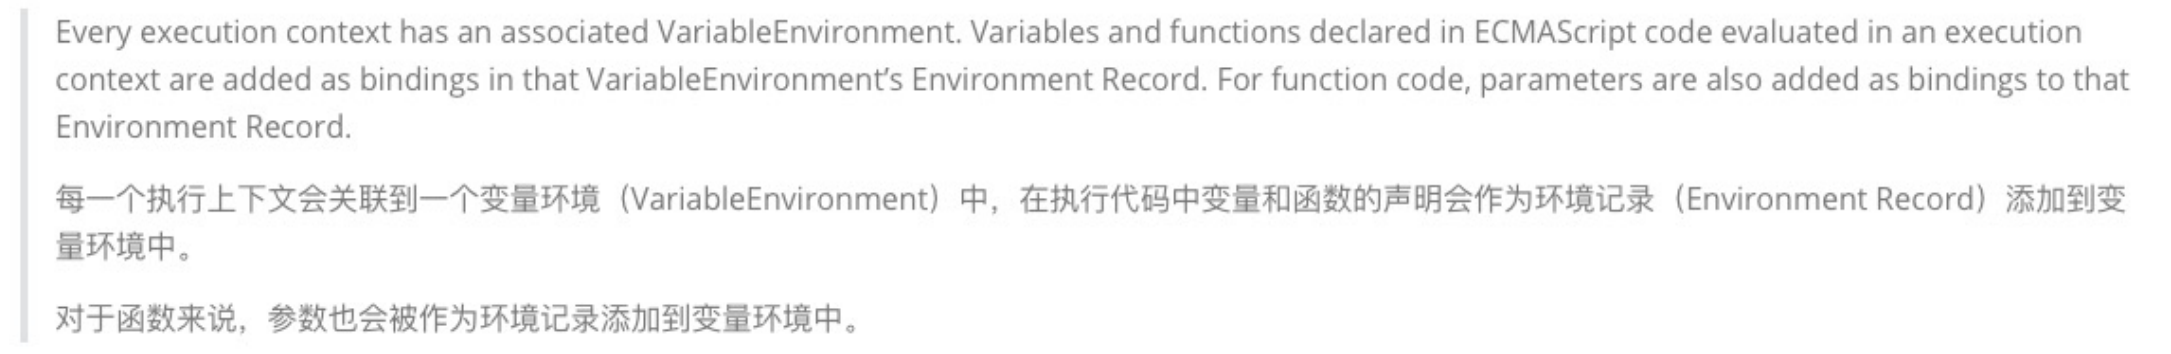 Every execution context has an associated VariableEnvironment. Variables and functions declared in ECMAScript code evaluated in an execution
context are added as bindings in that VariableEnvironment’s Environment Record. For function code, parameters are also added as bindings to that
Environment Record.
每一个执行上下文会关联到一个变量环境（VariableEnvironment）中，在执行代码中变量和函数的声明会作为环境记录（Environment Record）添加到变
量环境中。
对于函数来说，参数也会被作为环境记录添加到变量环境中。